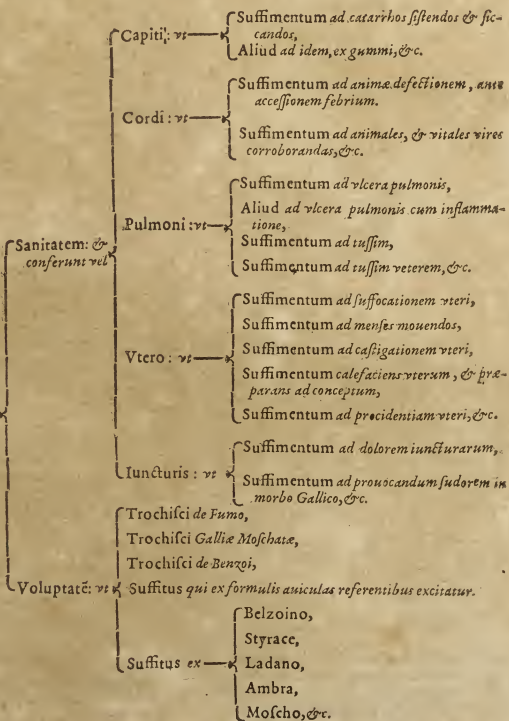 Capiti: vt
Suffimentum ad catarrhos ſiſtendos & ſic-
candos,
Aliud ad idem, ex gummi, &c.
Cordi: vt
Suffimentum ad animæ defectionem, ante
acceſſionem febrium.
Suffimentum ad animales, & vitales vires
corroborandas, &c.
Sanitatem: &
conferunt vel
Pulmoni: vt
Suffimentum ad vlcera pulmonis,
Aliud ad vlcera pulmonis cum inflamma-
tione,
Suffimentum ad tuſſim,
Suffimentum ad tuſſim veterem, &c.
Vtero: vt
Suffimentum ad ſuffocationem vteri,
Suffimentum ad menſes mouendos,
Suffimentum ad caſtigationem vteri,
Suffimentum calefaciens vterum, & præ-
parans ad conceptum,
Suffimentum ad procidentiam vteri, &c.
Iuncturis: vt
Suffimentum ad dolorem iuncturarum,
Suffimentum ad prouocandum ſudorem in
morbo Gallico, &c.
Voluptatē: vt
Trochiſci de Fumo,
Trochiſci Galliæ Moſchatæ,
Trochiſci de Benzoi,
Suffitus qui ex formulis auiculas referentibus excitatur.
Suffitus ex
Belzoino,
Styrace,
Ladano,
Ambra,
Moſcho, &c.